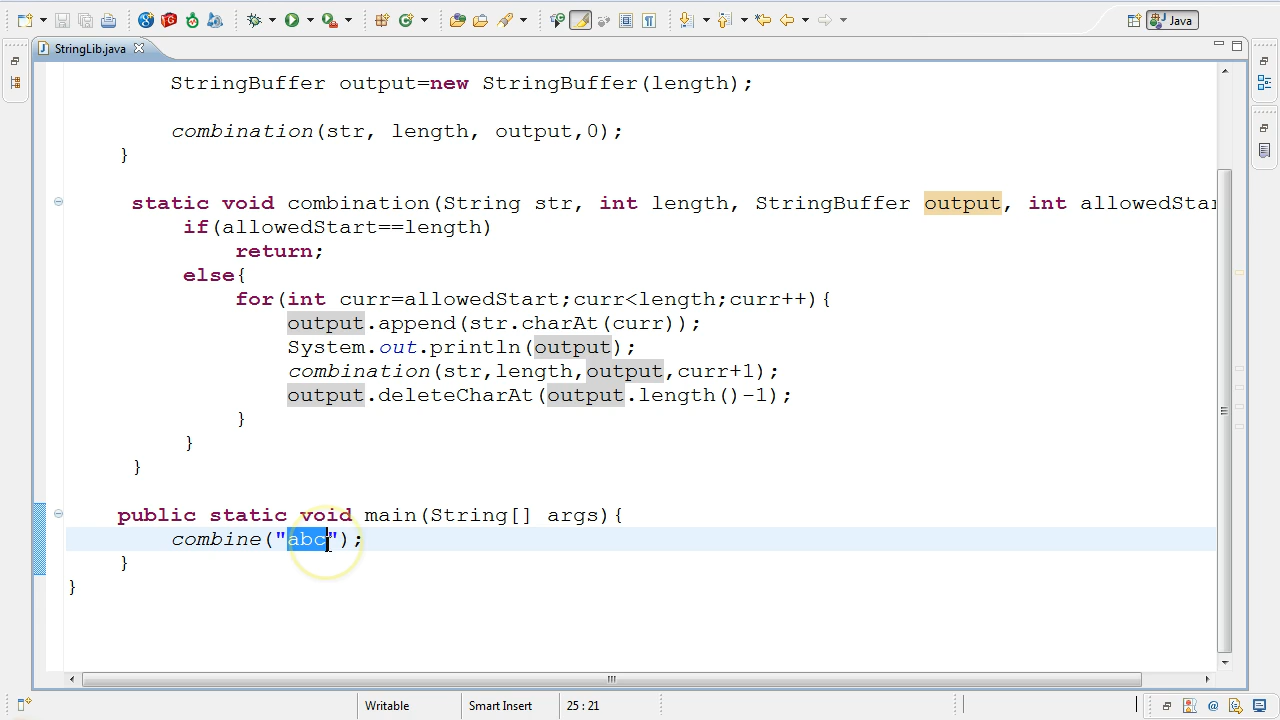 Java
StringLib.java
StringBuffer output=new StringBuffer(length);
combination(str, length, output,0);
}
static void combination(String str, int length, StringBuffer output, int allowedStar
if(allowedStart==length)
return;
else{
for(int curr=allowedStart;curr<length;curr++){
output.append(str.charAt(curr));
System.out.println(output);
combination(str,length,output,curr+1);
output.deleteCharAt(output.length()-1);
}
}
}
public static void main(String[] args){
combine("abc");
}
}
Writable
Smart Insert
25 : 21